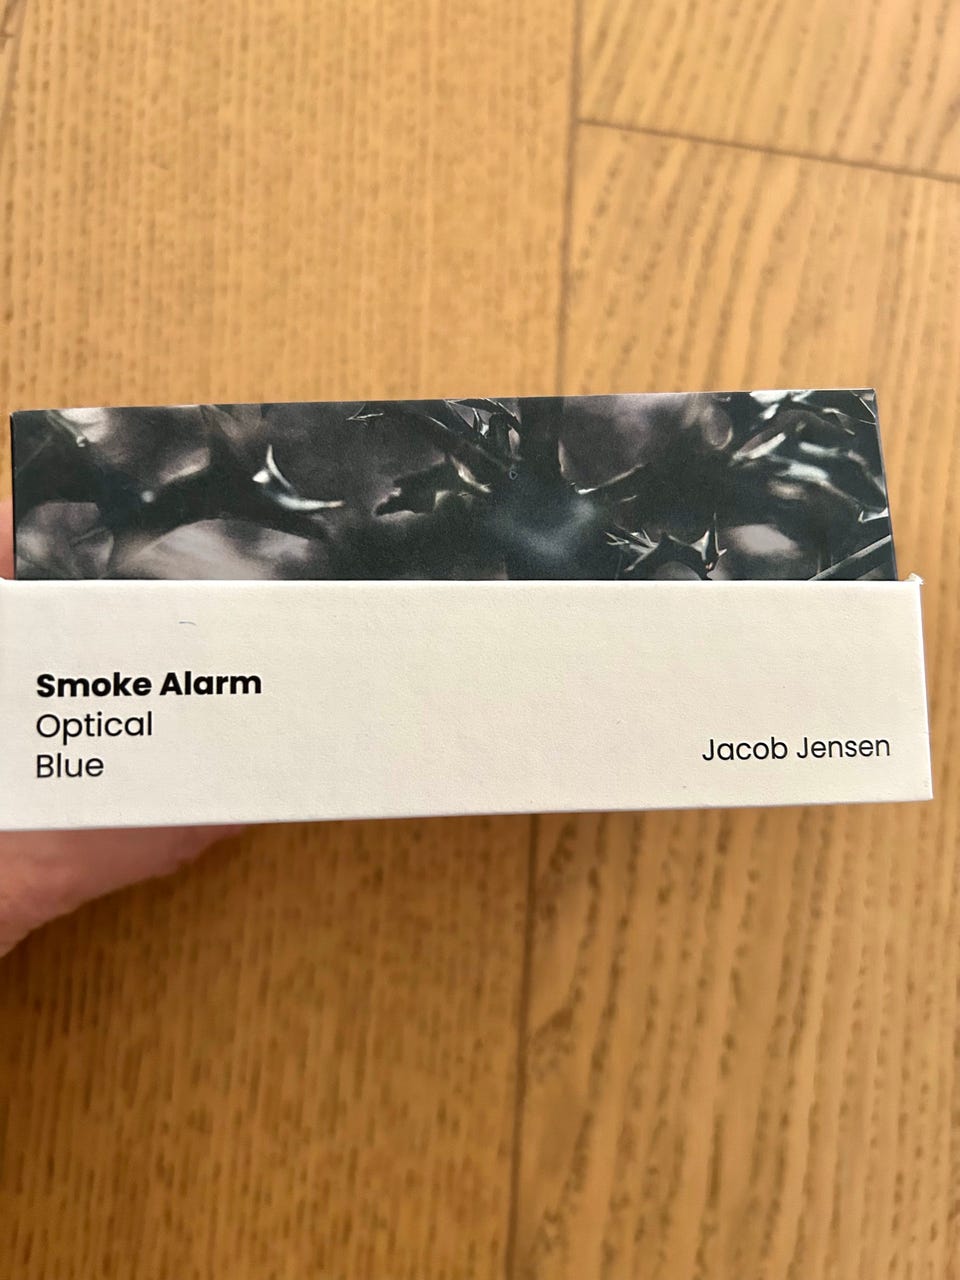 Smoke Alarm
Optical
Blue
Jacob Jensen